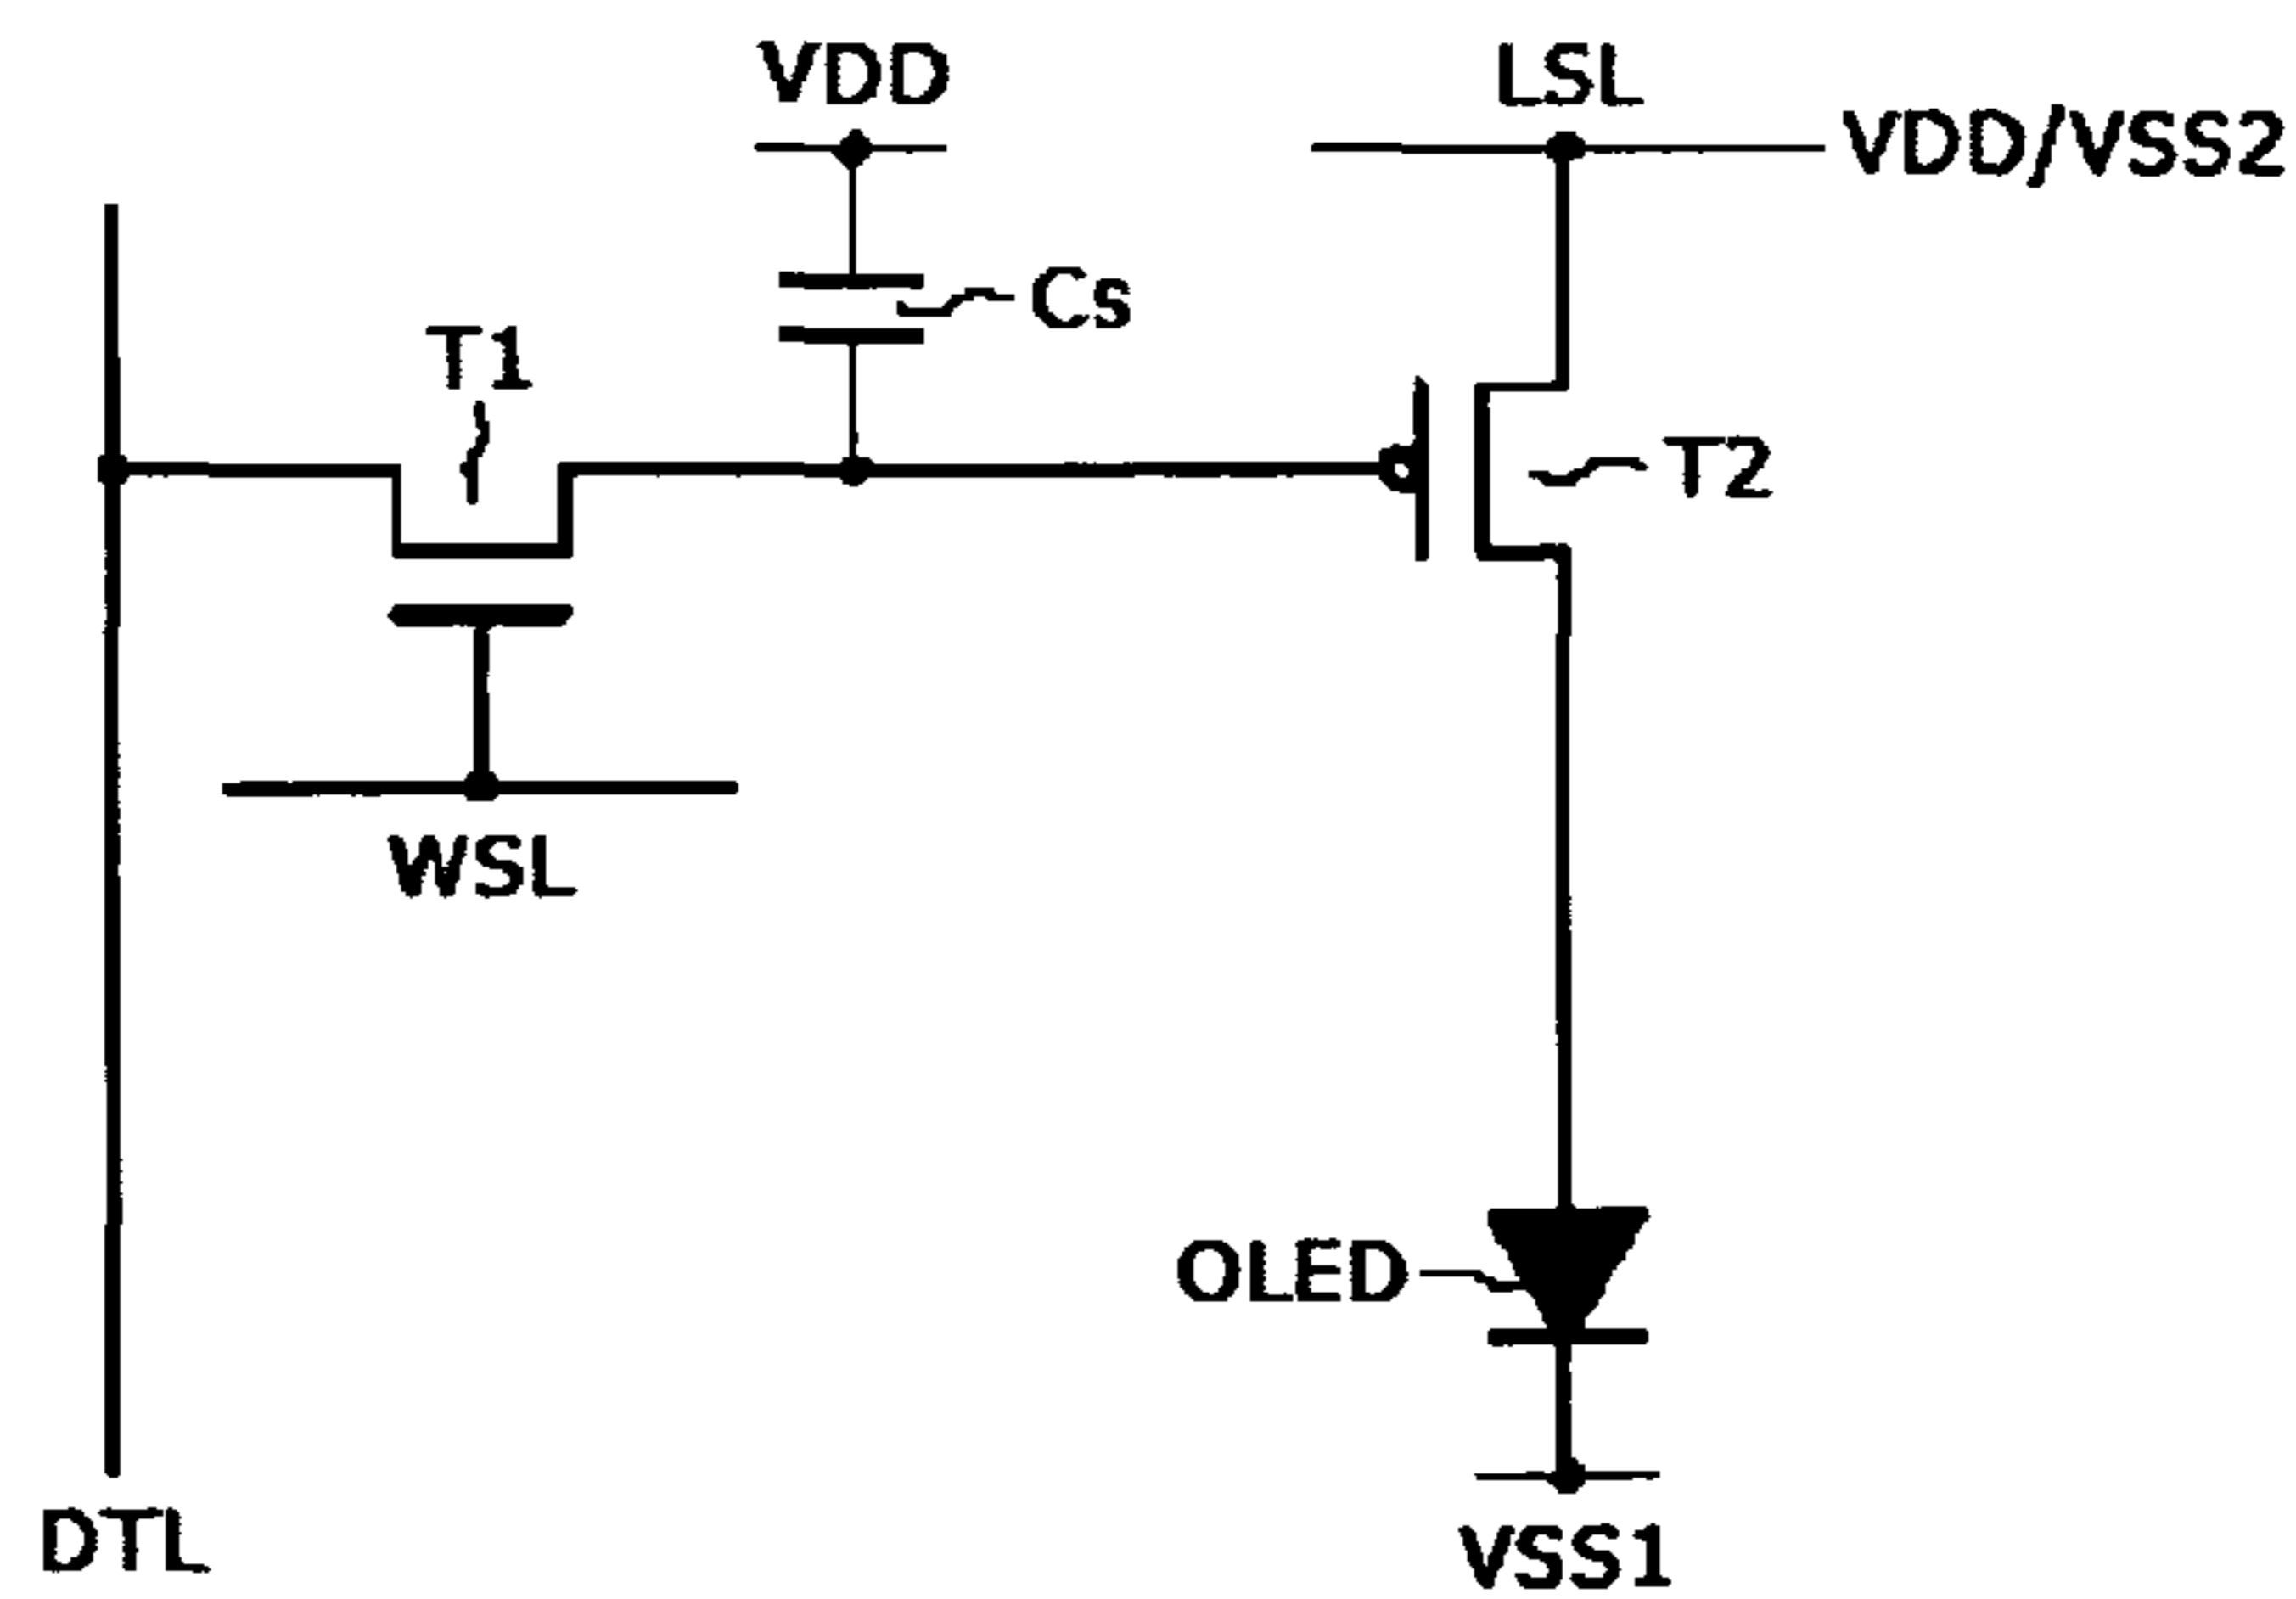 VDD
LSL
VDD/VSS2
Cs
T1
T2
WSL
OLED
DTL
VSS1